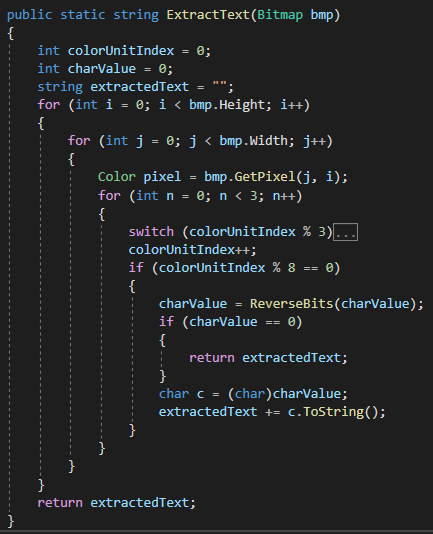 public static string ExtractText(Bitmap bmp)
{
    int colorUnitIndex = 0;
    int charValue = 0;
    string extractedText = "";
    for (int i = 0; i < bmp.Height; i++)
    {
        for (int j = 0; j < bmp.Width; j++)
        {
            Color pixel = bmp.GetPixel(j, i);
            for (int n = 0; n < 3; n++)
            {
                switch (colorUnitIndex % 3)...
                colorUnitIndex++;
                if (colorUnitIndex % 8 == 0)
                {
                    charValue = ReverseBits(charValue);
                    if (charValue == 0)
                    {
                        return extractedText;
                    }
                    char c = (char)charValue;
                    extractedText += c.ToString();
                }
            }
        }
    }
    return extractedText;
}